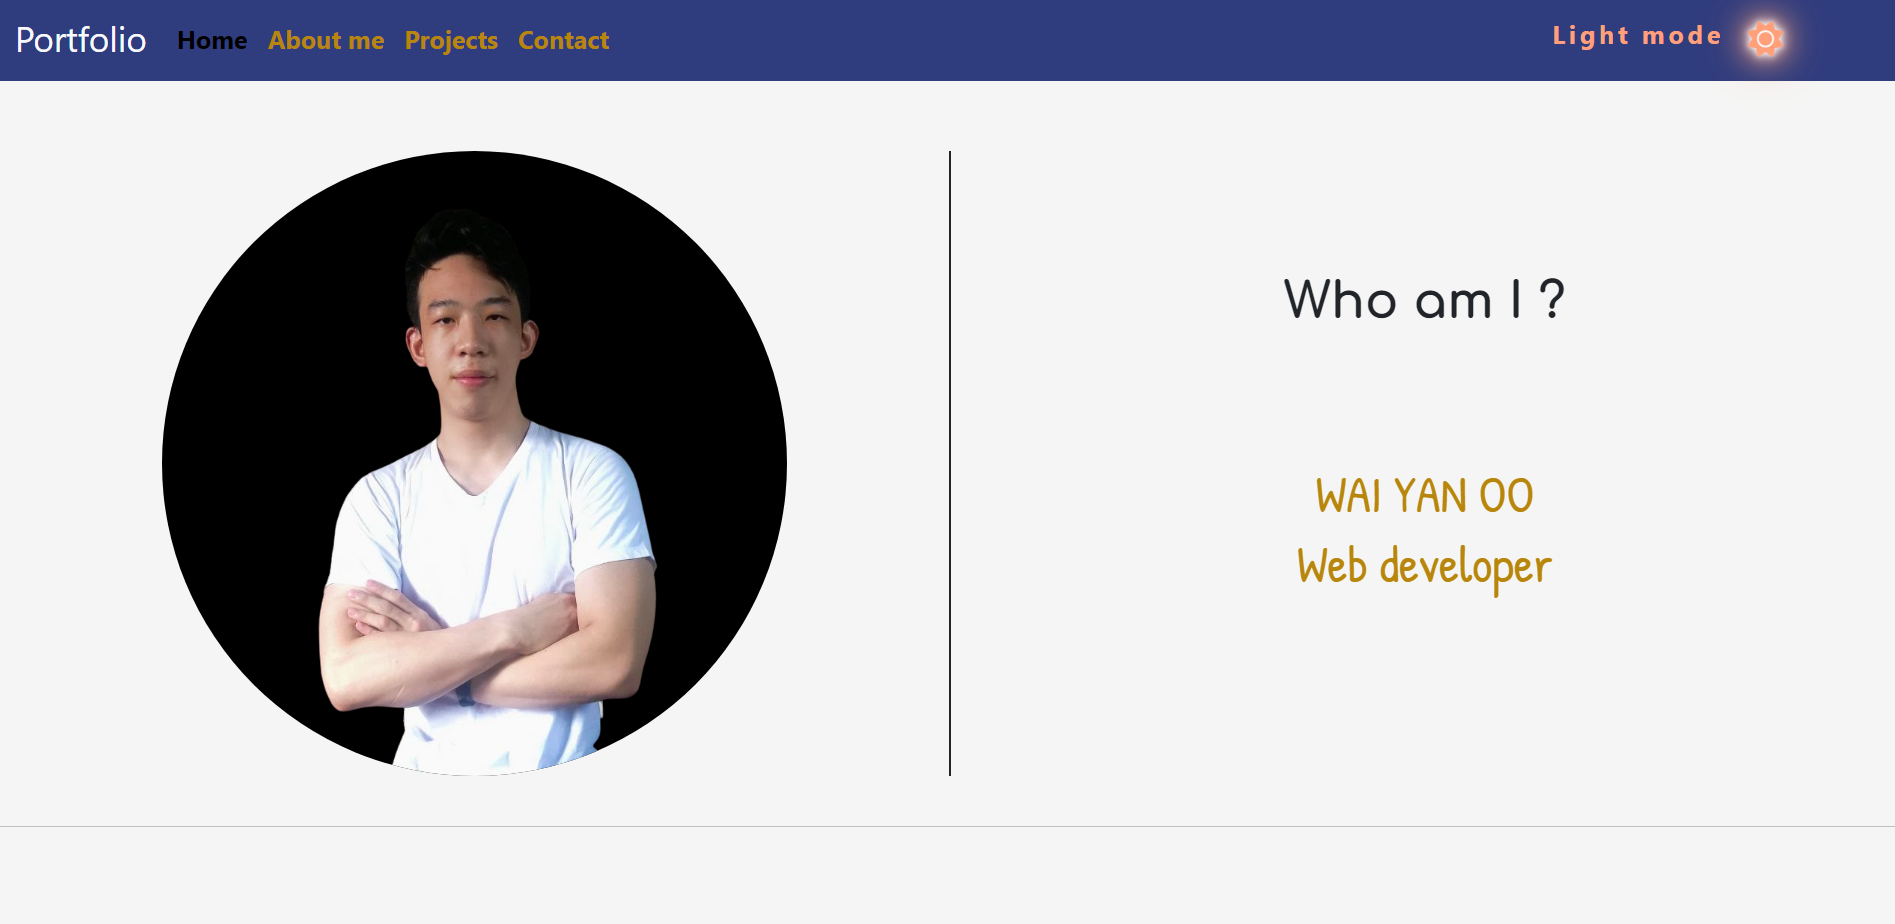 Portfolio Home About me Projects Contact Light mode
Who am I ?
WAI YAN OO
Web developer